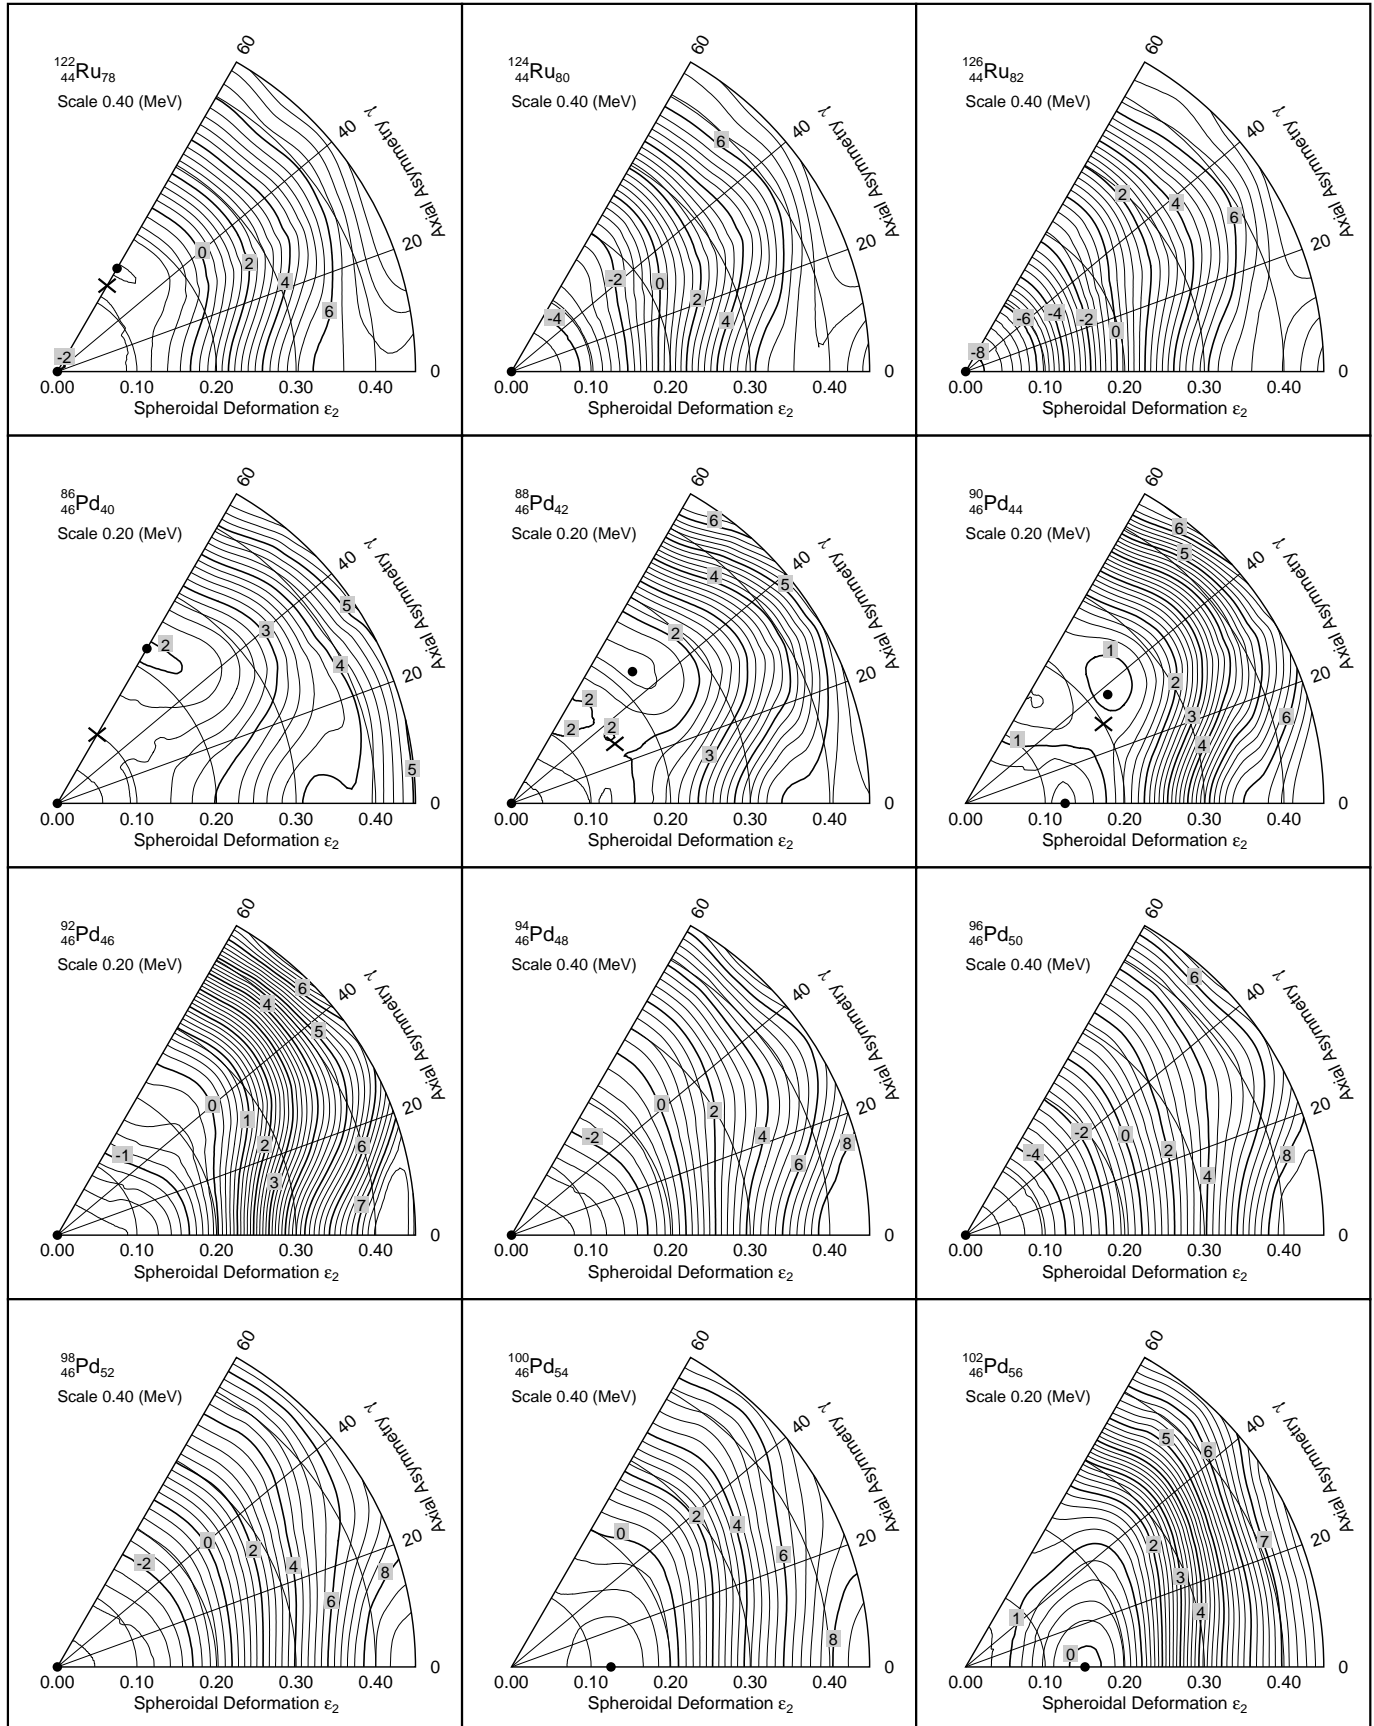 122
44Ru78
Scale 0.40 (MeV)
60
40
20
0
Axial Asymmetry γ
0
2
4
6
-2
0.00 0.10 0.20 0.30 0.40
Spheroidal Deformation ε2
124
44Ru80
Scale 0.40 (MeV)
60
40
20
0
Axial Asymmetry γ
6
-2
0
2
4
-4
0.00 0.10 0.20 0.30 0.40
Spheroidal Deformation ε2
126
44Ru82
Scale 0.40 (MeV)
60
40
20
0
Axial Asymmetry γ
2
4
6
-6
-4
-2
0
-8
0.00 0.10 0.20 0.30 0.40
Spheroidal Deformation ε2
86
46Pd40
Scale 0.20 (MeV)
60
40
20
0
Axial Asymmetry γ
5
3
2
4
5
0.00 0.10 0.20 0.30 0.40
Spheroidal Deformation ε2
88
46Pd42
Scale 0.20 (MeV)
60
40
20
0
Axial Asymmetry γ
6
4
5
2
2
2
2
3
0.00 0.10 0.20 0.30 0.40
Spheroidal Deformation ε2
90
46Pd44
Scale 0.20 (MeV)
60
40
20
0
Axial Asymmetry γ
6
5
1
2
3
6
1
4
0.00 0.10 0.20 0.30 0.40
Spheroidal Deformation ε2
92
46Pd46
Scale 0.20 (MeV)
60
40
20
0
Axial Asymmetry γ
6
4
5
0
1
2
6
-1
3
7
0.00 0.10 0.20 0.30 0.40
Spheroidal Deformation ε2
94
46Pd48
Scale 0.40 (MeV)
60
40
20
0
Axial Asymmetry γ
0
2
-2
4
8
6
0.00 0.10 0.20 0.30 0.40
Spheroidal Deformation ε2
96
46Pd50
Scale 0.40 (MeV)
60
40
20
0
Axial Asymmetry γ
6
-2
0
-4
2
8
4
0.00 0.10 0.20 0.30 0.40
Spheroidal Deformation ε2
98
46Pd52
Scale 0.40 (MeV)
60
40
20
0
Axial Asymmetry γ
0
2
-2
4
8
6
0.00 0.10 0.20 0.30 0.40
Spheroidal Deformation ε2
100
46Pd54
Scale 0.40 (MeV)
60
40
20
0
Axial Asymmetry γ
2
4
0
6
8
0.00 0.10 0.20 0.30 0.40
Spheroidal Deformation ε2
102
46Pd56
Scale 0.20 (MeV)
60
40
20
0
Axial Asymmetry γ
5
6
7
2
3
1
4
0
0.00 0.10 0.20 0.30 0.40
Spheroidal Deformation ε2